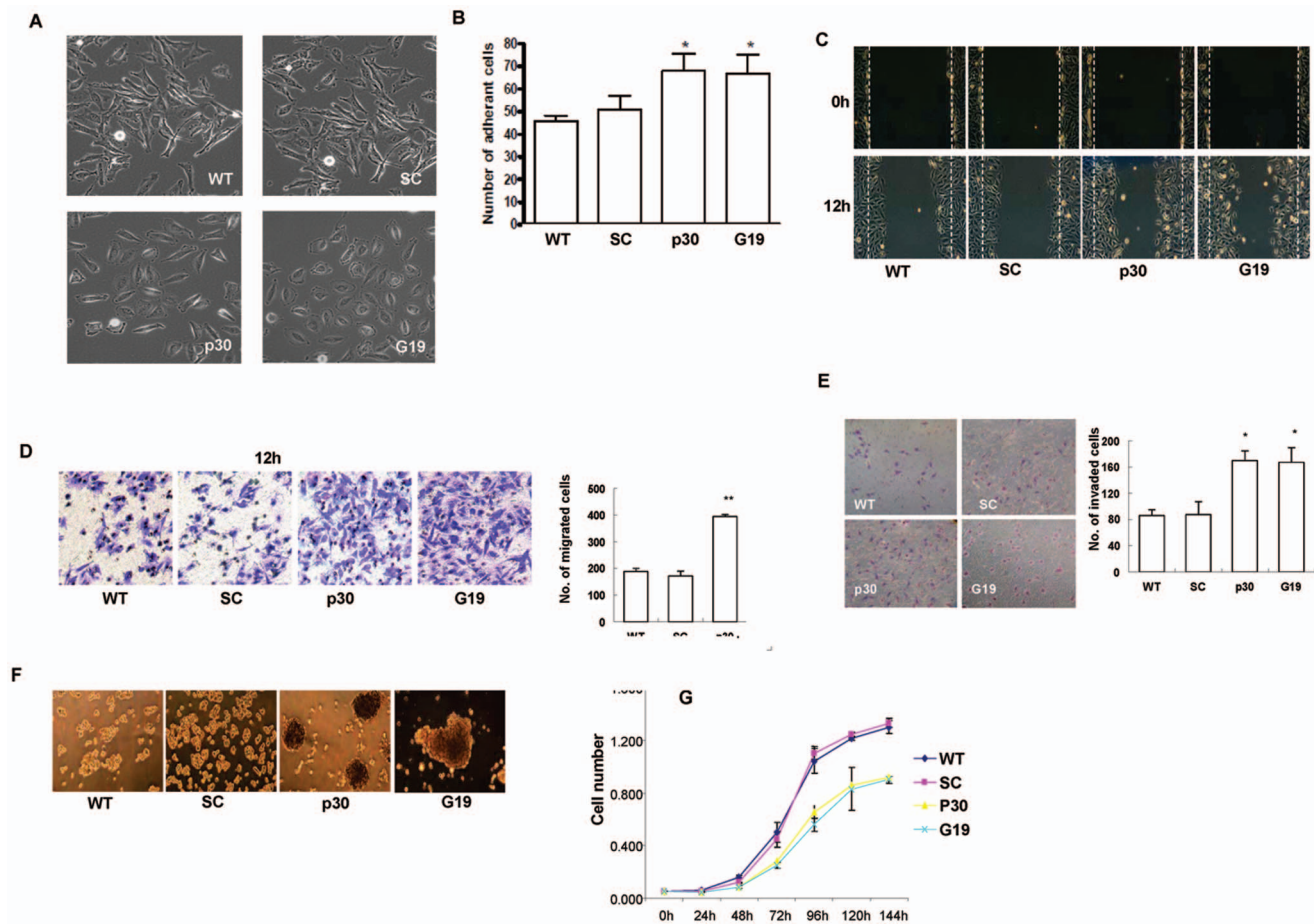 A
WT
SC
p30
G19
B
Number of adherant cells
80
70
60
50
40
30
20
10
0
*
*
WT SC p30 G19
C
0h
12h
WT SC p30 G19
D
12h
WT SC p30 G19
No. of migrated cells
600
500
400
300
200
100
0
**
E
WT
SC
p30
G19
No. of invaded cells
200
160
120
80
40
0
*
*
WT SC p30 G19
F
WT SC p30 G19
G
Cell number
1.200
0.800
0.400
0.000
0h 24h 48h 72h 96h 120h 144h
WT
SC
P30
G19